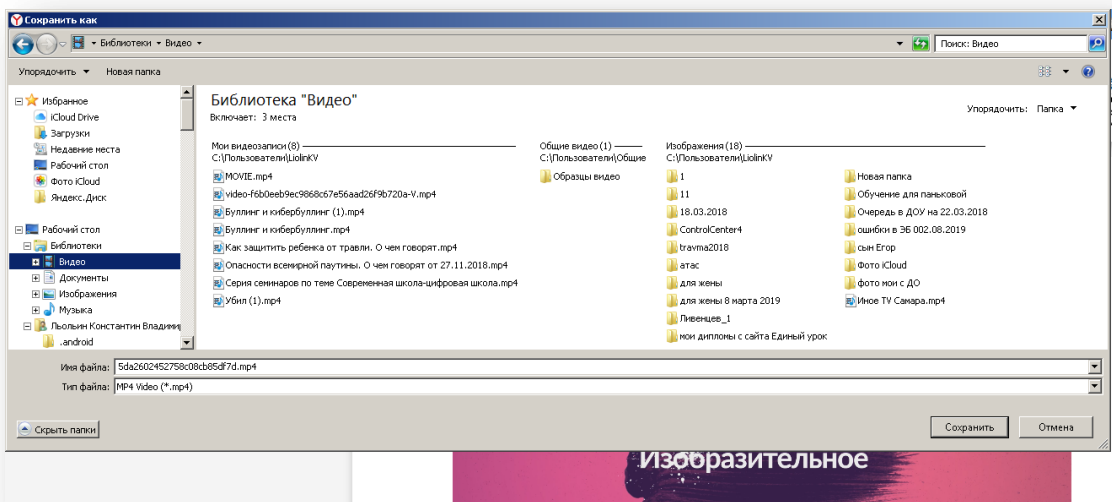 Сохранить как
Библиотеки Видео
Поиск: Видео
Упорядочить Новая папка
Избранное
iCloud Drive
Загрузки
Недавние места
Рабочий стол
Фото iCloud
Яндекс.Диск
Рабочий стол
Библиотеки
Видео
Документы
Изображения
Музыка
Льольин Константин Владими
.android
Библиотека "Видео"
Включает: 3 места
Упорядочить: Папка
Мои видеозаписи (8)
C:\Пользователи\LiolinKV
MOVIE.mp4
video-f6b0eeb9ec9868c67e56aad26f9b720a-V.mp4
Буллинг и кибербуллинг (1).mp4
Буллинг и кибербуллинг.mp4
Как защитить ребенка от травли. О чем говорят.mp4
Опасности всемирной паутины. О чем говорят от 27.11.2018.mp4
Серия семинаров по теме Современная школа-цифровая школа.mp4
Убил (1).mp4
Общие видео (1)
C:\Пользователи\Общие
Образцы видео
Изображения (18)
C:\Пользователи\LiolinKV
1
11
18.03.2018
ControlCenter4
travma2018
атас
для жены
для жены 8 марта 2019
Ливенцев_1
мои дипломы с сайта Единый урок
Новая папка
Обучение для паньковой
Очередь в ДОУ на 22.03.2018
ошибки в ЭБ 002.08.2019
сын Егор
Фото iCloud
фото мои с ДО
Иное TV Самара.mp4
Имя файла: 5da2602452758c08cb85df7d.mp4
Тип файла: MP4 Video (*.mp4)
Скрыть папки
Сохранить
Отмена
Изобразительное